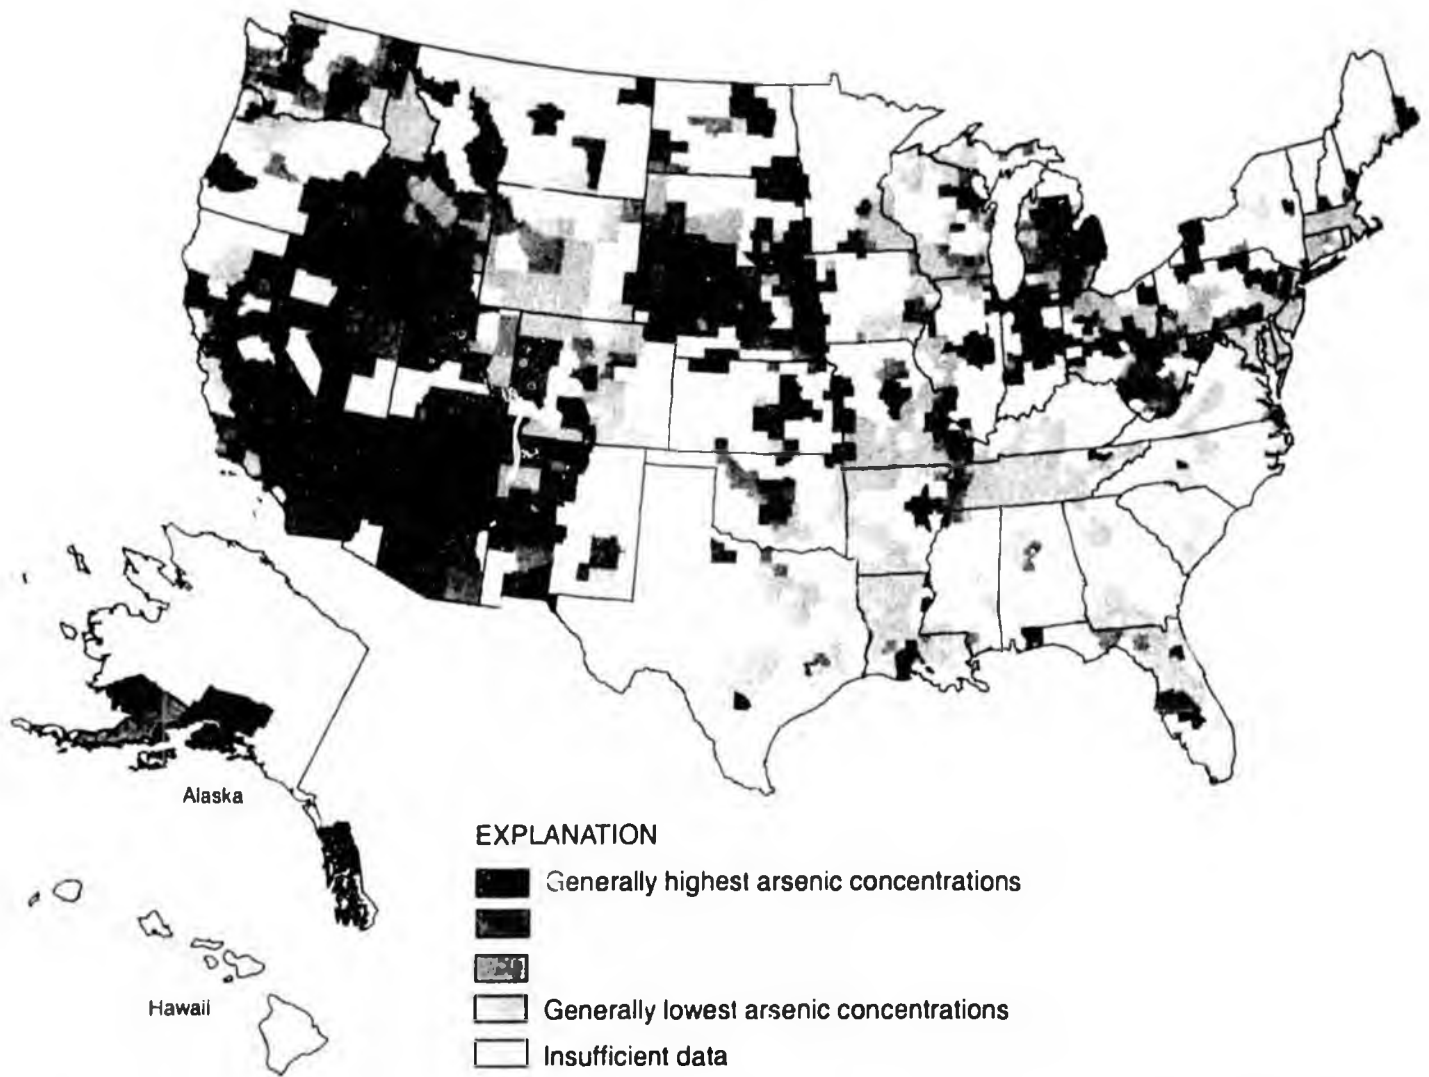 Alaska
Hawaii
EXPLANATION
Generally highest arsenic concentrations
Generally lowest arsenic concentrations
Insufficient data